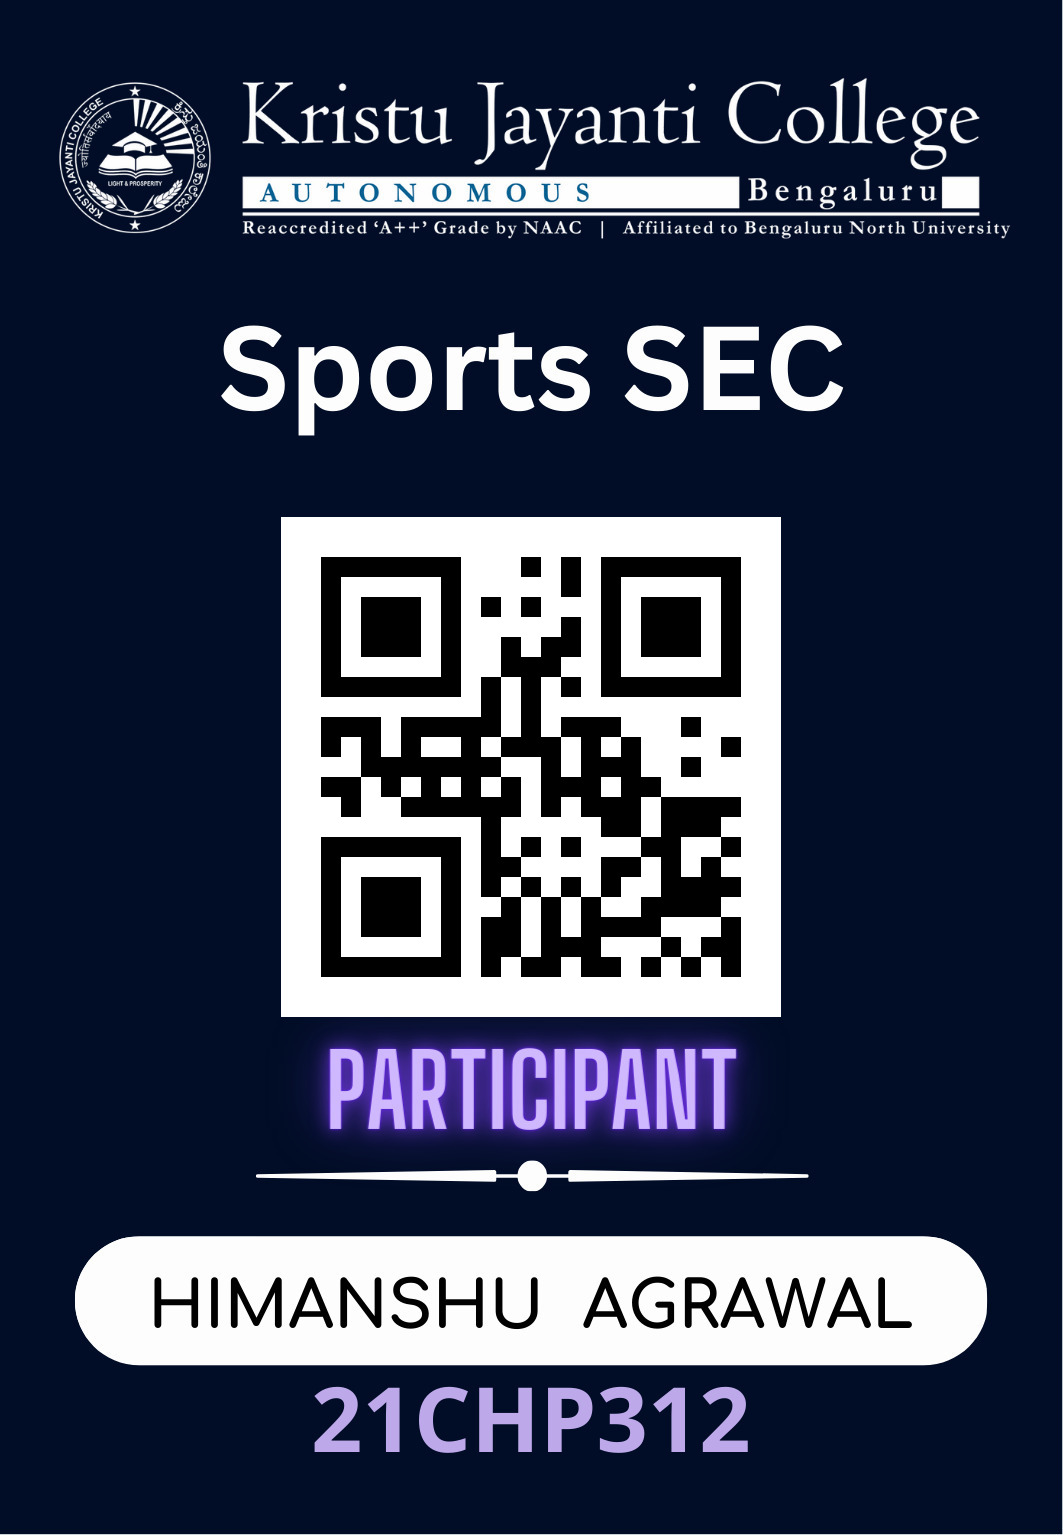 KRISTU JAYANTI COLLEGE
ಕ್ರಿಸ್ತು ಜಯಂತಿ ಕಾಲೇಜು
LIGHT & PROSPERITY
Kristu Jayanti College
AUTONOMOUS Bengaluru
Reaccredited ‘A++’ Grade by NAAC | Affiliated to Bengaluru North University
Sports SEC
PARTICIPANT
HIMANSHU AGRAWAL
21CHP312